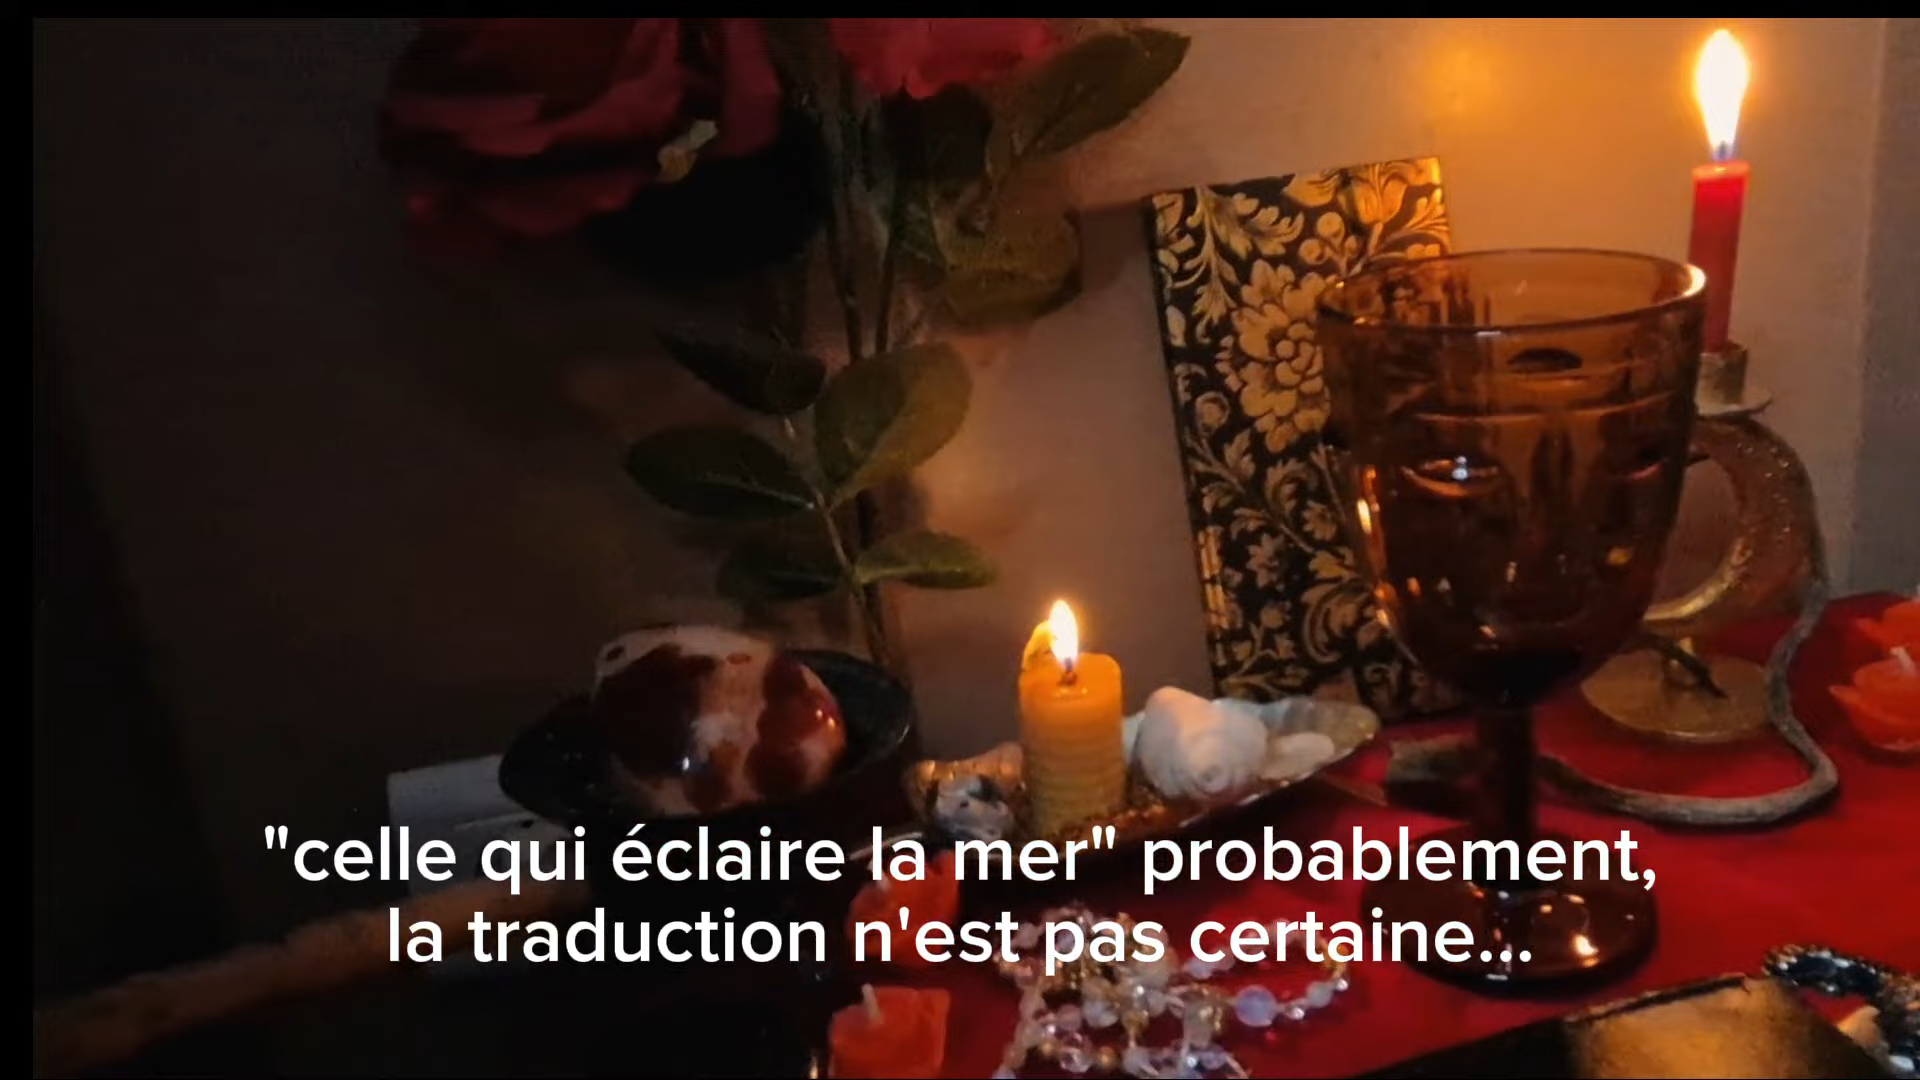 "celle qui éclaire la mer" probablement,
la traduction n'est pas certaine...